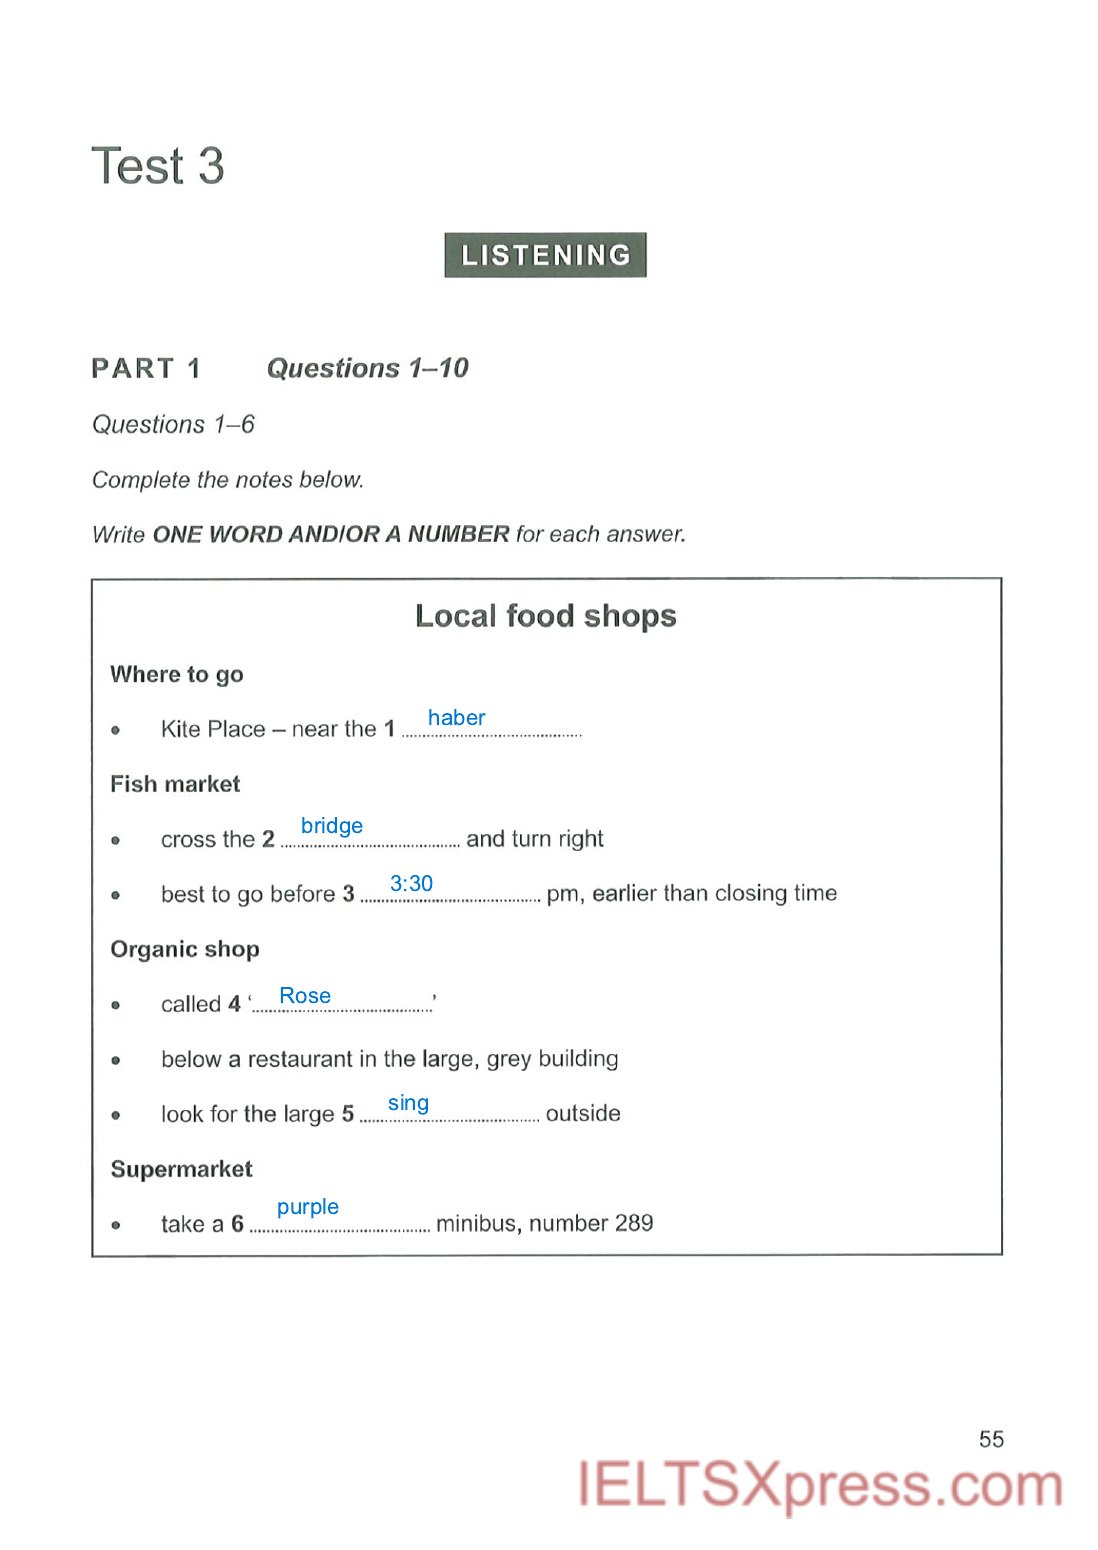 Test 3
LISTENING
PART 1 Questions 1–10
Questions 1–6
Complete the notes below.
Write ONE WORD AND/OR A NUMBER for each answer.
Local food shops
Where to go
• Kite Place – near the 1 haber
Fish market
• cross the 2 bridge and turn right
• best to go before 3 3:30 pm, earlier than closing time
Organic shop
• called 4 ‘Rose’
• below a restaurant in the large, grey building
• look for the large 5 sing outside
Supermarket
• take a 6 purple minibus, number 289
55
IELTSXpress.com